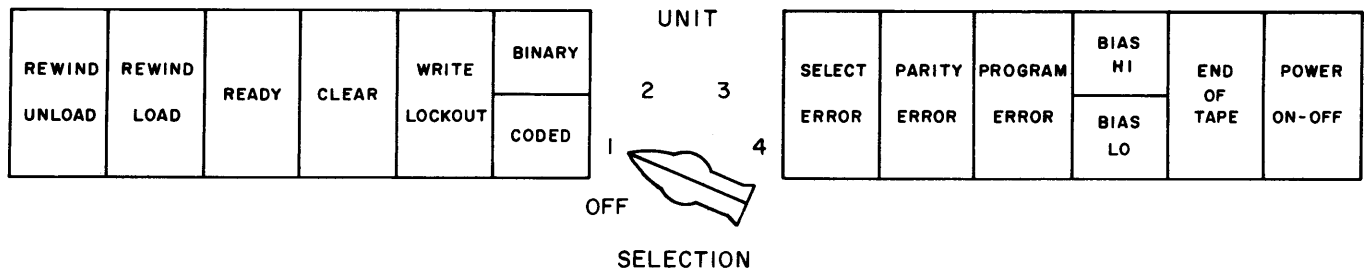 REWIND
UNLOAD
REWIND
LOAD
READY
CLEAR
WRITE
LOCKOUT
BINARY
CODED
UNIT
2 3
1 4
OFF
SELECTION
SELECT
ERROR
PARITY
ERROR
PROGRAM
ERROR
BIAS
HI
BIAS
LO
END
OF
TAPE
POWER
ON-OFF